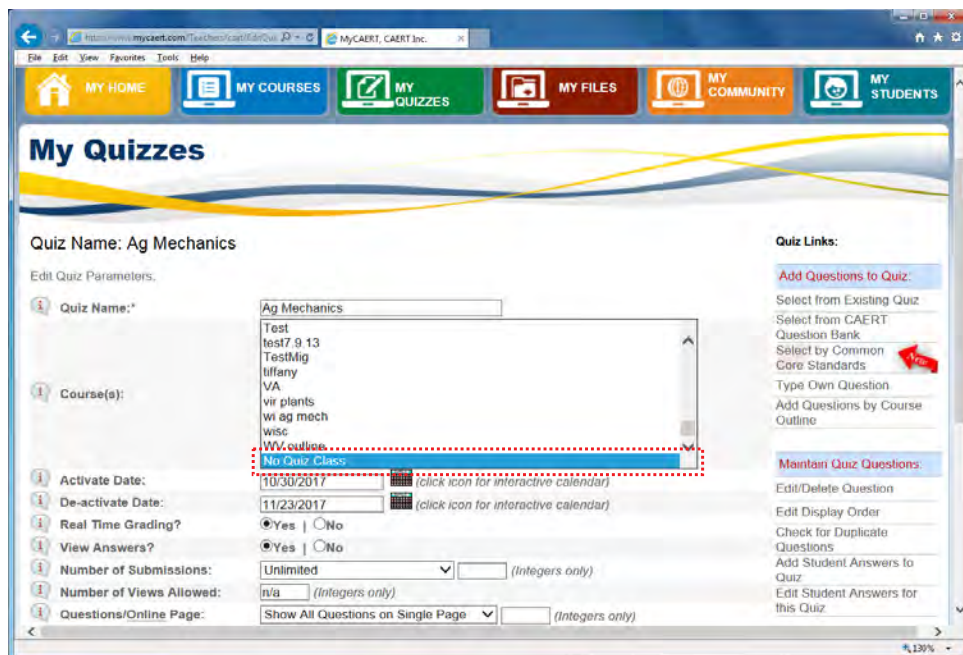 mycaert.com/Teachers/cart/EditQuiz
MyCAERT, CAERT Inc. ×
File Edit View Favorites Tools Help
MY HOME
MY COURSES
MY QUIZZES
MY FILES
MY COMMUNITY
MY STUDENTS
My Quizzes
Quiz Name: Ag Mechanics
Edit Quiz Parameters.
Quiz Name:*
Ag Mechanics
Course(s):
Test
test7.9.13
TestMig
tiffany
VA
vir plants
wi ag mech
wisc
WV outline
No Quiz Class
Activate Date: 10/30/2017 (click icon for interactive calendar)
De-activate Date: 11/23/2017 (click icon for interactive calendar)
Real Time Grading? Yes | No
View Answers? Yes | No
Number of Submissions: Unlimited (Integers only)
Number of Views Allowed: n/a (Integers only)
Questions/Online Page: Show All Questions on Single Page (Integers only)
Quiz Links:
Add Questions to Quiz:
Select from Existing Quiz
Select from CAERT
Question Bank
Select by Common
Core Standards
New
Type Own Question
Add Questions by Course
Outline
Maintain Quiz Questions:
Edit/Delete Question
Edit Display Order
Check for Duplicate
Questions
Add Student Answers to
Quiz
Edit Student Answers for
this Quiz
130%